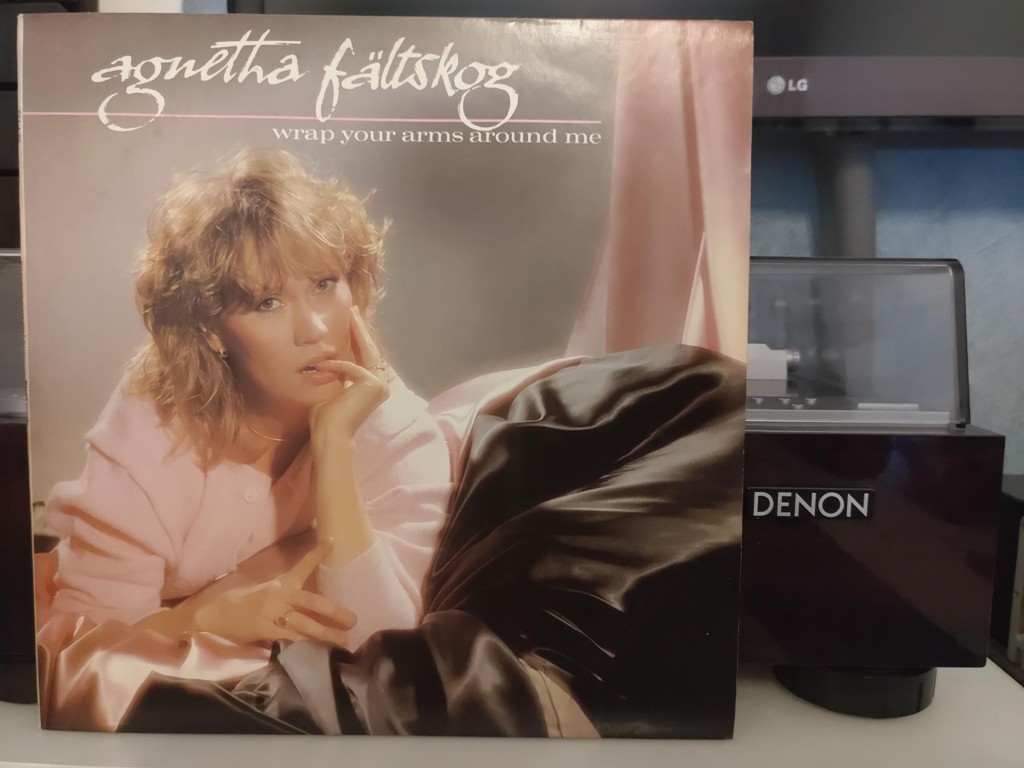 agnetha fältskog
wrap your arms around me
LG
DENON